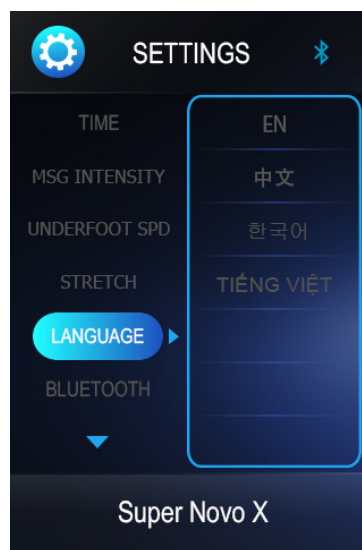 SETTINGS
TIME
EN
MSG INTENSITY
中文
UNDERFOOT SPD
한국어
STRETCH
TIẾNG VIỆT
LANGUAGE
BLUETOOTH
Super Novo X